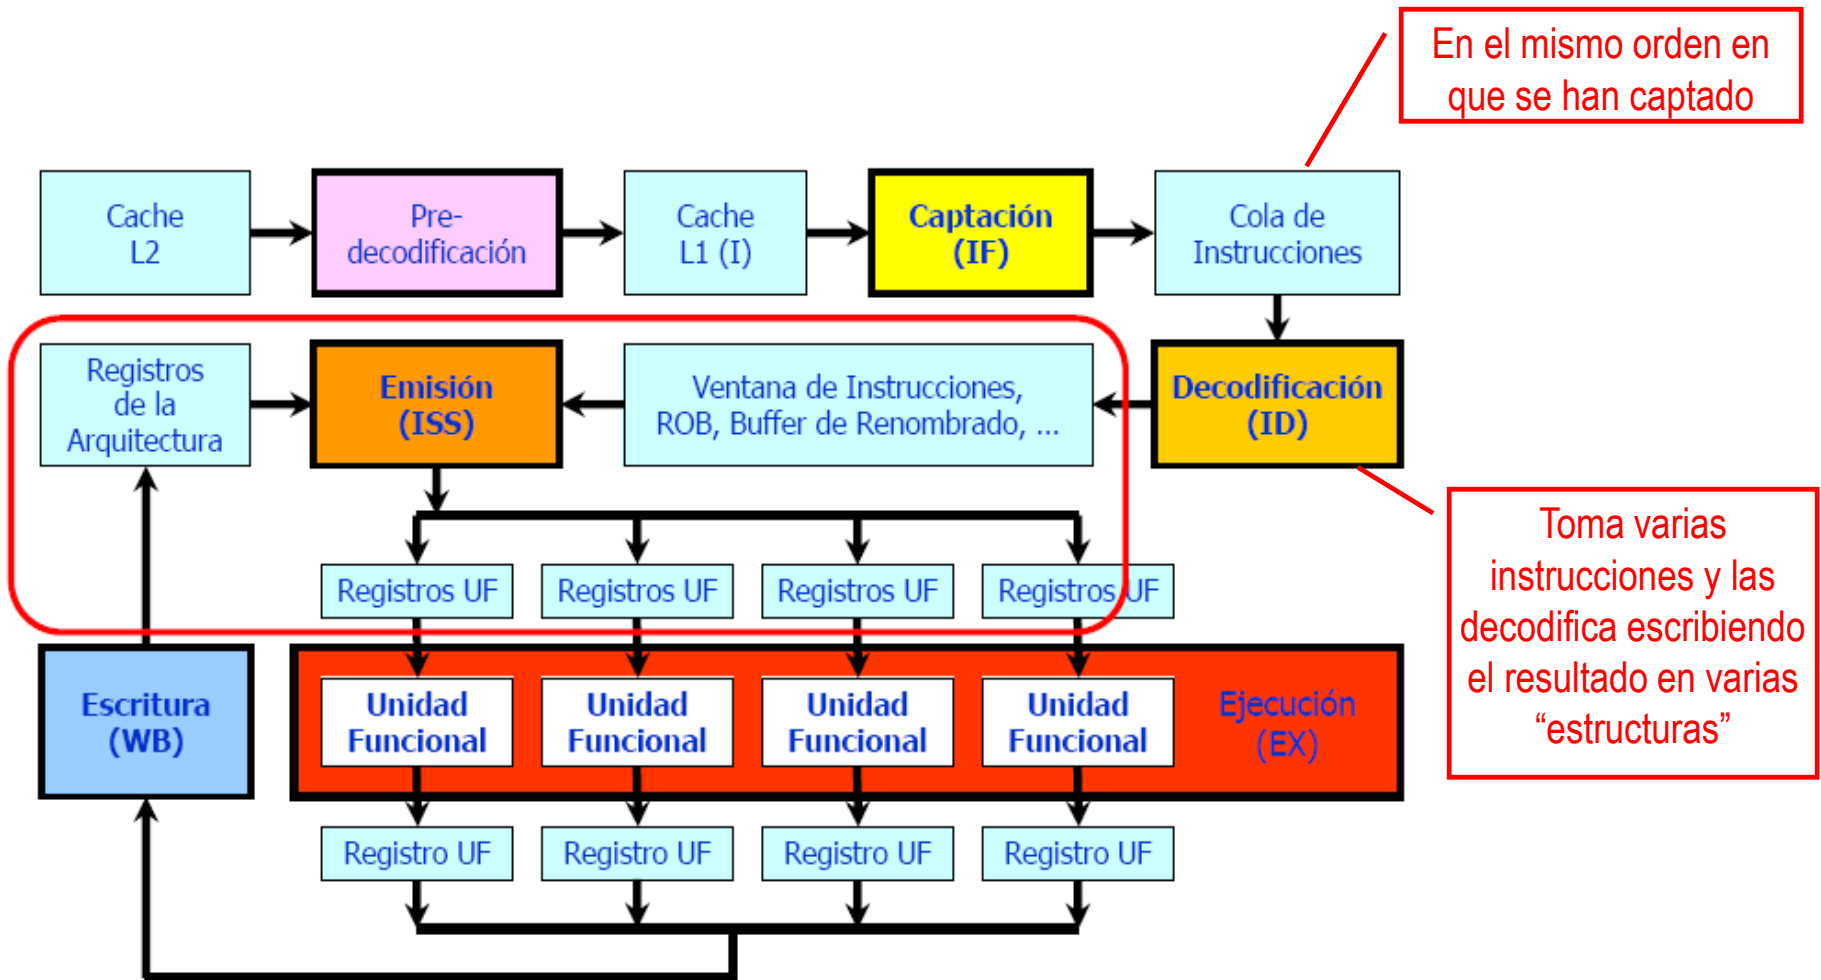 En el mismo orden en
que se han captado
Cache
L2
Pre-
decodificación
Cache
L1 (I)
Captación
(IF)
Cola de
Instrucciones
Registros
de la
Arquitectura
Emisión
(ISS)
Ventana de Instrucciones,
ROB, Buffer de Renombrado, ...
Decodificación
(ID)
Toma varias
instrucciones y las
decodifica escribiendo
el resultado en varias
“estructuras”
Registros UF
Registros UF
Registros UF
Registros UF
Escritura
(WB)
Unidad
Funcional
Unidad
Funcional
Unidad
Funcional
Unidad
Funcional
Ejecución
(EX)
Registro UF
Registro UF
Registro UF
Registro UF